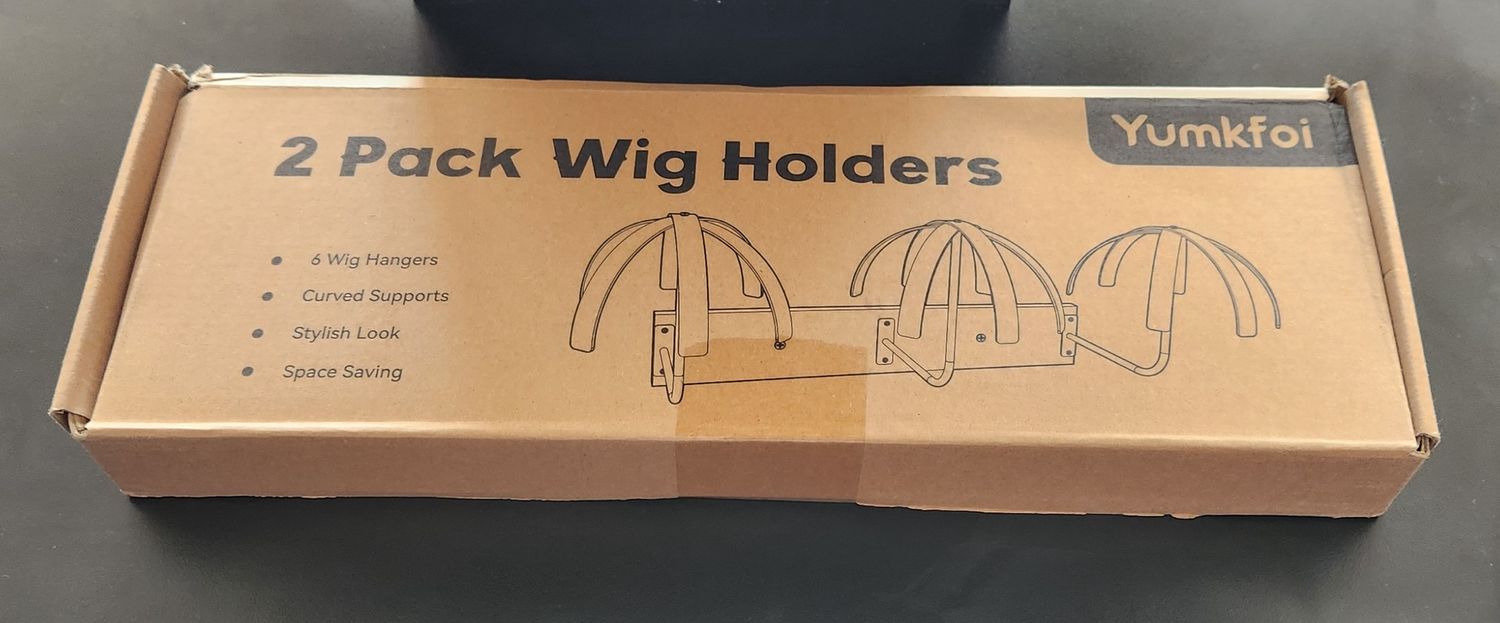 Yumkfoi
2 Pack Wig Holders
6 Wig Hangers
Curved Supports
Stylish Look
Space Saving